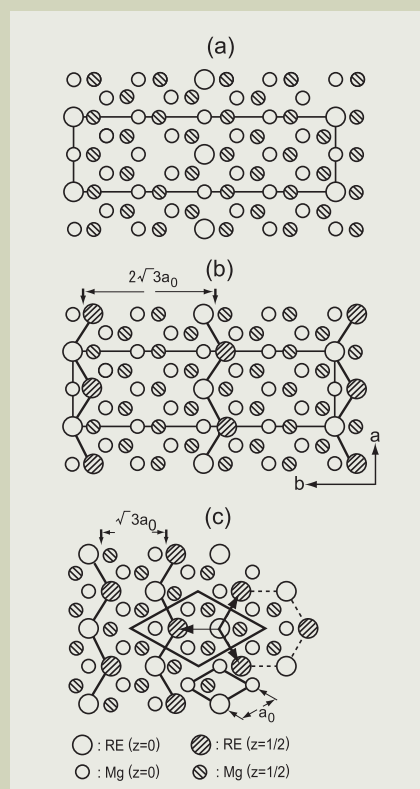 (a)
2√3a₀
(b)
a
b
(c)
√3a₀
a₀
: RE (z=0) : RE (z=1/2)
: Mg (z=0) : Mg (z=1/2)